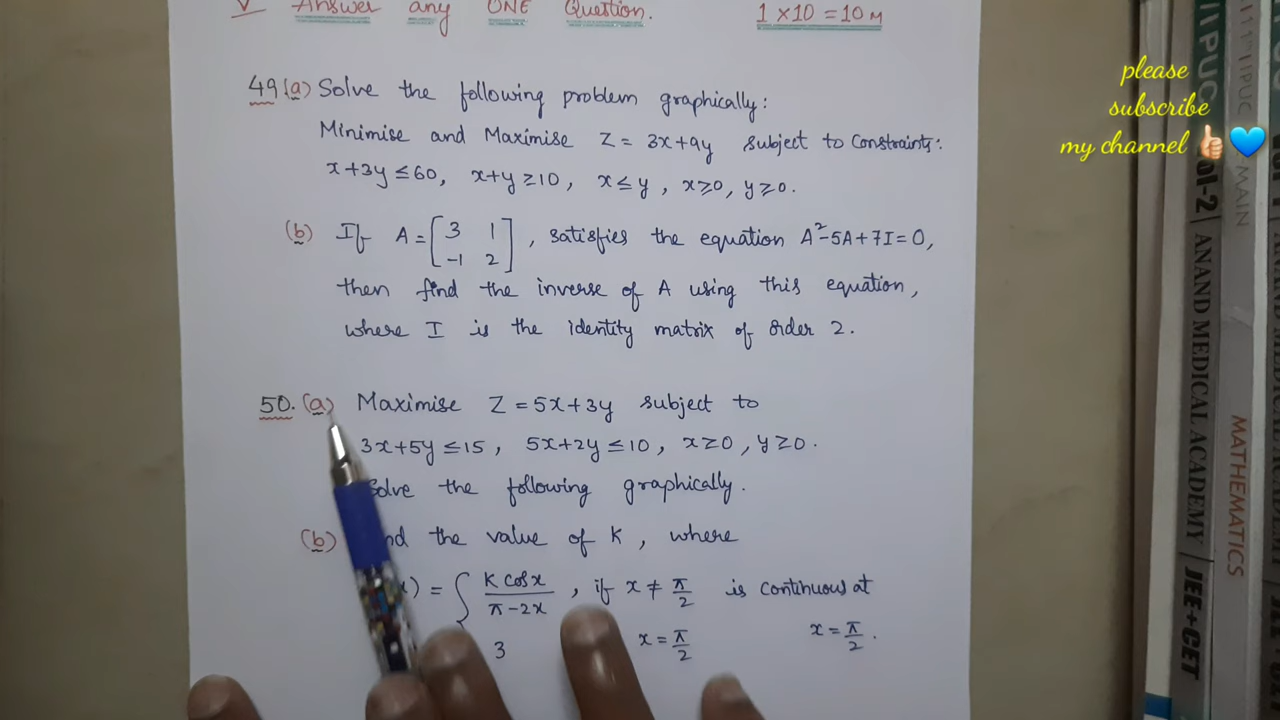 V Answer any ONE Question. 1 × 10 = 10 M
49 (a) Solve the following problem graphically:
Minimise and Maximise Z = 3x+9y subject to Constraints:
x+3y ≤ 60, x+y ≥ 10, x ≤ y, x ≥ 0, y ≥ 0.
(b) If A = [3 1
-1 2], satisfies the equation A²-5A+7I=0,
then find the inverse of A using this equation,
where I is the identity matrix of order 2.
50. (a) Maximise Z = 5x+3y subject to
3x+5y ≤ 15, 5x+2y ≤ 10, x ≥ 0, y ≥ 0.
the following graphically.
(b) the value of K, where
) = { K cosx / π-2x , if x ≠ π/2 is continuous at
3 x = π/2 x = π/2 .
please
subscribe
my channel 👍🏻💙
PUC
ol-2
ANAND MEDICAL ACADEMY
JEE+CET
IPUC
MAIN
MATHEMATICS